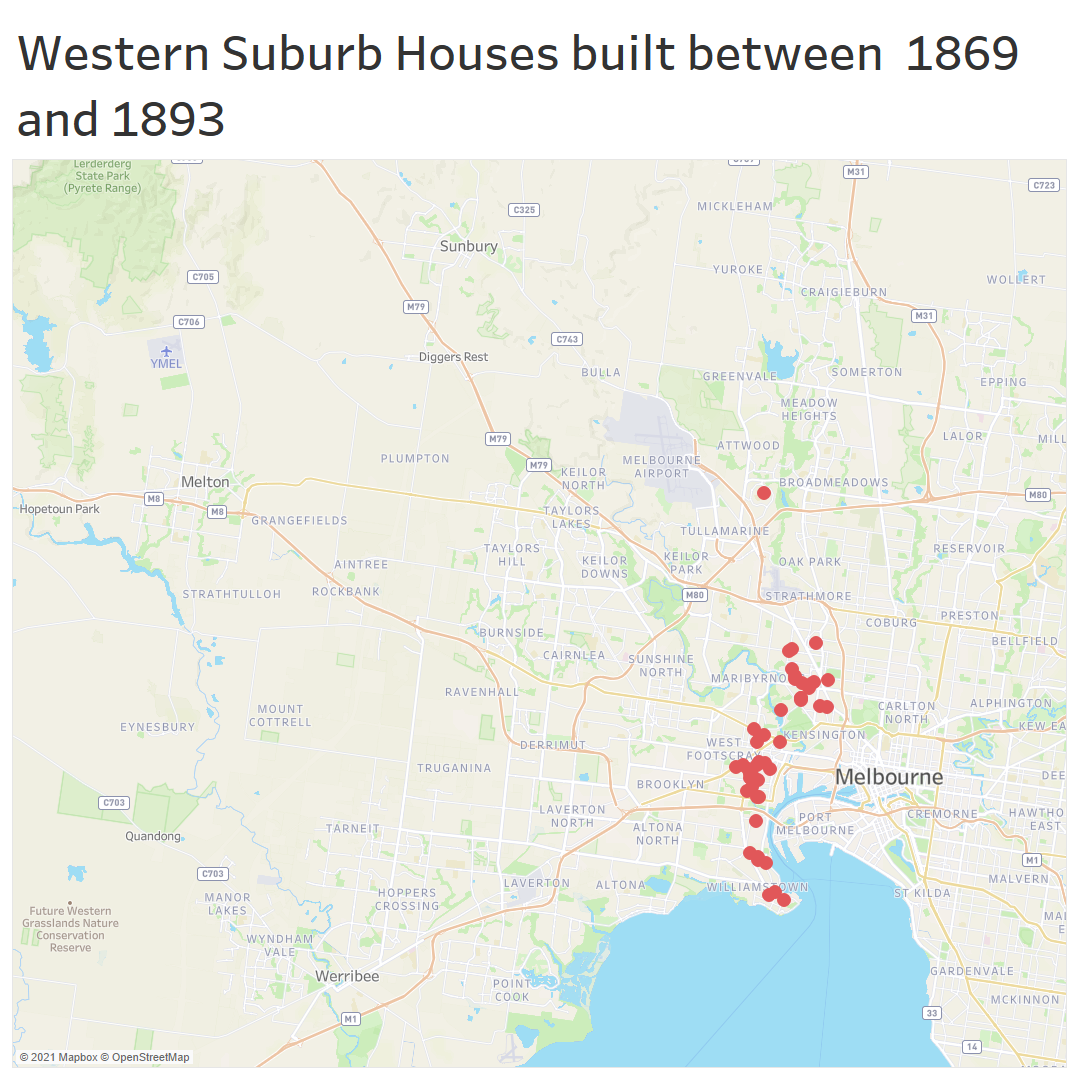 Western Suburb Houses built between 1869
and 1893
Lerderderg
State Park
(Pyrete Range)
M31
C723
C325
MICKLEHAM
Sunbury
YUROKE
C705
WOLLERT
CRAIGIEBURN
M79
M31
C706
C743
YMEL
Diggers Rest
BULLA
GREENVALE
SOMERTON
EPPING
MEADOW
HEIGHTS
M79
LALOR
MILL
ATTWOOD
PLUMPTON
MELBOURNE
AIRPORT
M79
KEILOR
NORTH
Melton
BROADMEADOWS
M8
M80
Hopetoun Park
M8
GRANGEFIELDS
TAYLORS
LAKES
TULLAMARINE
TAYLORS
HILL
RESERVOIR
AINTREE
KEILOR
DOWNS
KEILOR
PARK
OAK PARK
STRATHTULLOH
ROCKBANK
M80
STRATHMORE
PRESTON
COBURG
BURNSIDE
BELLFIELD
CAIRNLEA
SUNSHINE
NORTH
MARIBYRNO
RAVENHALL
MOUNT
COTTRELL
CARLTON
NORTH
ALPHINGTON
EYNESBURY
KEW EA
KENSINGTON
DERRIMUT
WEST
FOOTSCRAY
TRUGANINA
Melbourne
DEE
BROOKLYN
C703
LAVERTON
NORTH
CREMORNE
HAWTHO
EAST
Quandong
TARNEIT
ALTONA
NORTH
PORT
MELBOURNE
M1
C703
MALVERN
LAVERTON
ALTONA
WILLIAMSTOWN
ST KILDA
MANOR
LAKES
HOPPERS
CROSSING
Future Western
Grasslands Nature
Conservation
Reserve
MAL
E
WYNDHAM
VALE
Werribee
GARDENVALE
POINT
COOK
MCKINNON
M1
33
14
© 2021 Mapbox © OpenStreetMap